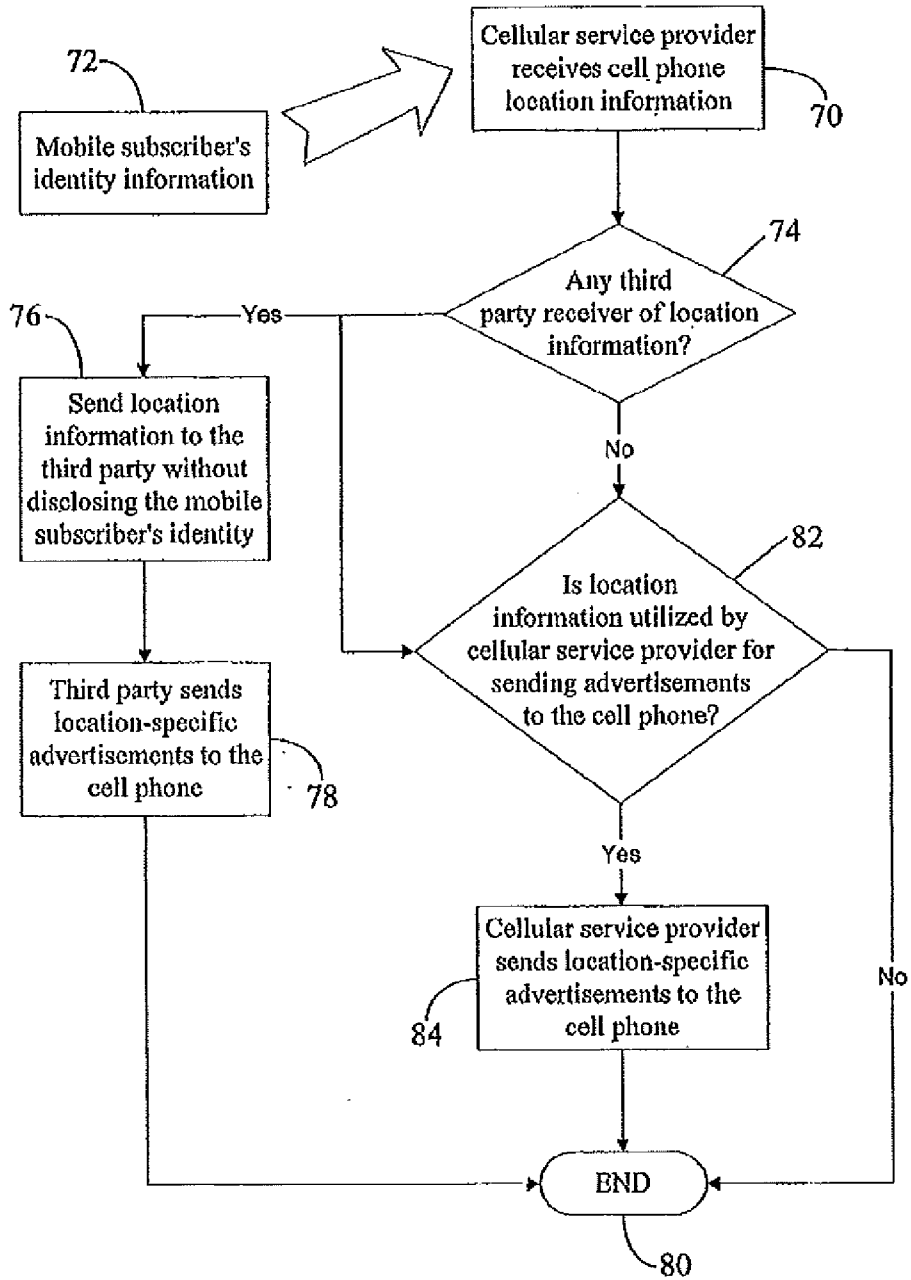 72
Mobile subscriber's
identity information
Cellular service provider
receives cell phone
location information
70
74
Any third
party receiver of location
information?
Yes
No
76
Send location
information to the
third party without
disclosing the mobile
subscriber's identity
82
Is location
information utilized by
cellular service provider for
sending advertisements
to the cell phone?
Third party sends
location-specific
advertisements to the
cell phone
78
Yes
No
Cellular service provider
sends location-specific
advertisements to the
cell phone
84
END
80